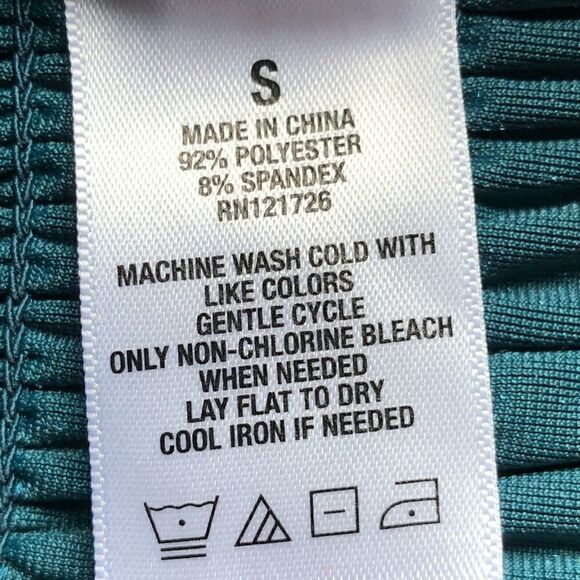 S
MADE IN CHINA
92% POLYESTER
8% SPANDEX
RN121726
MACHINE WASH COLD WITH
LIKE COLORS
GENTLE CYCLE
ONLY NON-CHLORINE BLEACH
WHEN NEEDED
LAY FLAT TO DRY
COOL IRON IF NEEDED